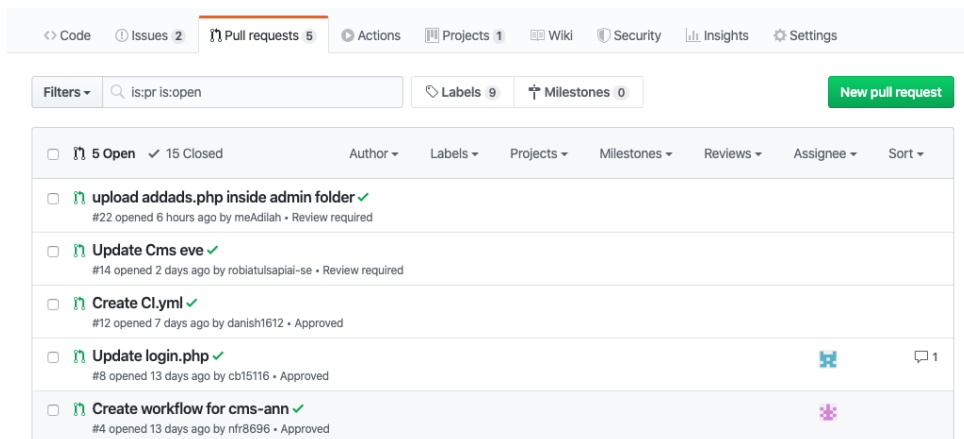 Code Issues 2 Pull requests 5 Actions Projects 1 Wiki Security Insights Settings
Filters is:pr is:open Labels 9 Milestones 0 New pull request
5 Open 15 Closed Author Labels Projects Milestones Reviews Assignee Sort
upload addads.php inside admin folder
#22 opened 6 hours ago by meAdilah • Review required
Update Cms eve
#14 opened 2 days ago by robiatulsapiai-se • Review required
Create CI.yml
#12 opened 7 days ago by danish1612 • Approved
Update login.php 1
#8 opened 13 days ago by cb15116 • Approved
Create workflow for cms-ann
#4 opened 13 days ago by nfr8696 • Approved